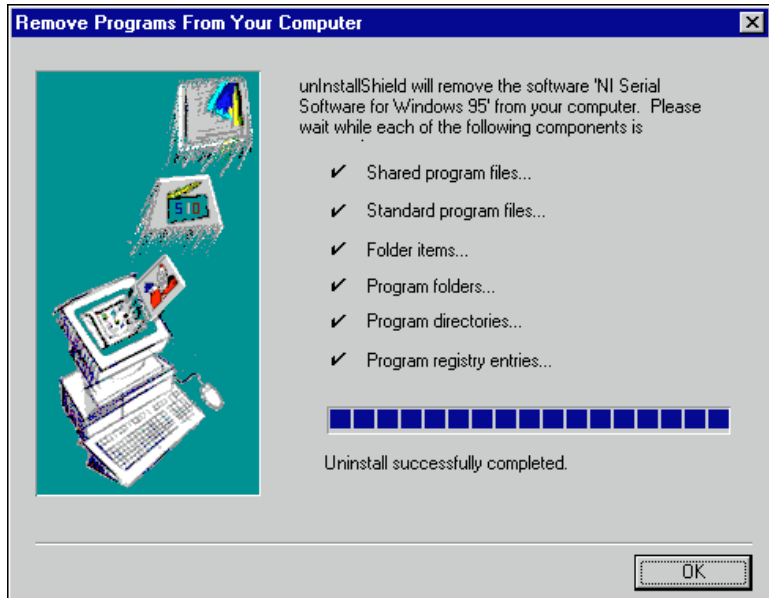 Remove Programs From Your Computer
unInstallShield will remove the software 'NI Serial
Software for Windows 95' from your computer. Please
wait while each of the following components is
✔ Shared program files...
✔ Standard program files...
✔ Folder items...
✔ Program folders...
✔ Program directories...
✔ Program registry entries...
Uninstall successfully completed.
OK